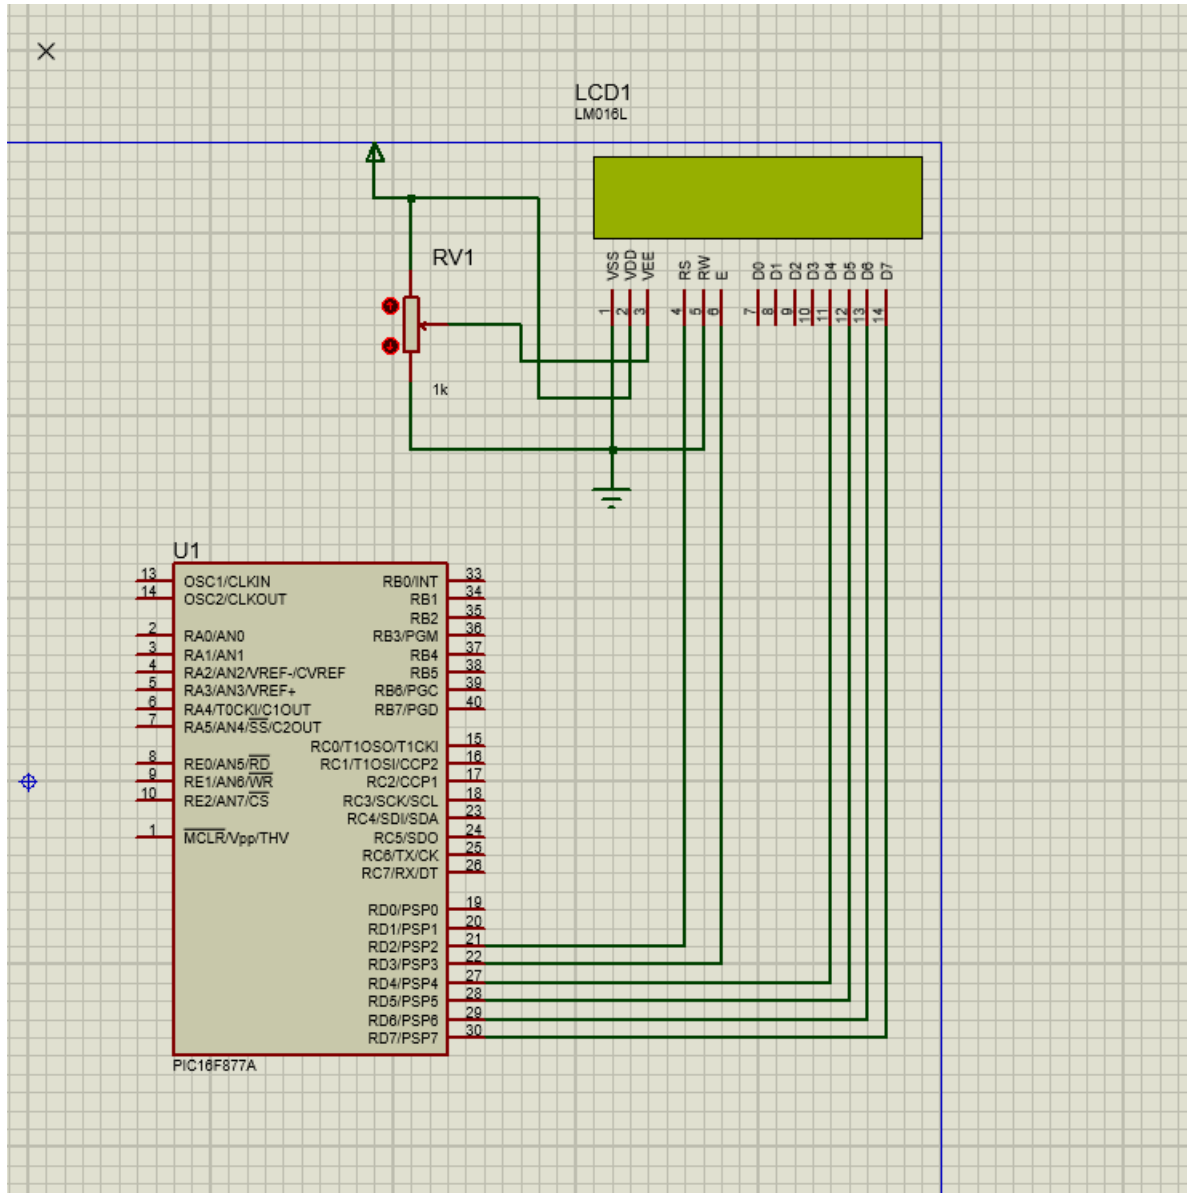 LCD1
LM016L
RV1
1k
VSS
VDD
VEE
RS
RW
E
D0
D1
D2
D3
D4
D5
D6
D7
1
2
3
4
5
6
7
8
9
10
11
12
13
14
U1
13 OSC1/CLKIN RB0/INT 33
14 OSC2/CLKOUT RB1 34
RB2 35
2 RA0/AN0 RB3/PGM 36
3 RA1/AN1 RB4 37
4 RA2/AN2/VREF-/CVREF RB5 38
5 RA3/AN3/VREF+ RB6/PGC 39
6 RA4/T0CKI/C1OUT RB7/PGD 40
7 RA5/AN4/SS/C2OUT
RC0/T1OSO/T1CKI 15
8 RE0/AN5/RD RC1/T1OSI/CCP2 16
9 RE1/AN6/WR RC2/CCP1 17
10 RE2/AN7/CS RC3/SCK/SCL 18
RC4/SDI/SDA 23
1 MCLR/Vpp/THV RC5/SDO 24
RC6/TX/CK 25
RC7/RX/DT 26
RD0/PSP0 19
RD1/PSP1 20
RD2/PSP2 21
RD3/PSP3 22
RD4/PSP4 27
RD5/PSP5 28
RD6/PSP6 29
RD7/PSP7 30
PIC16F877A